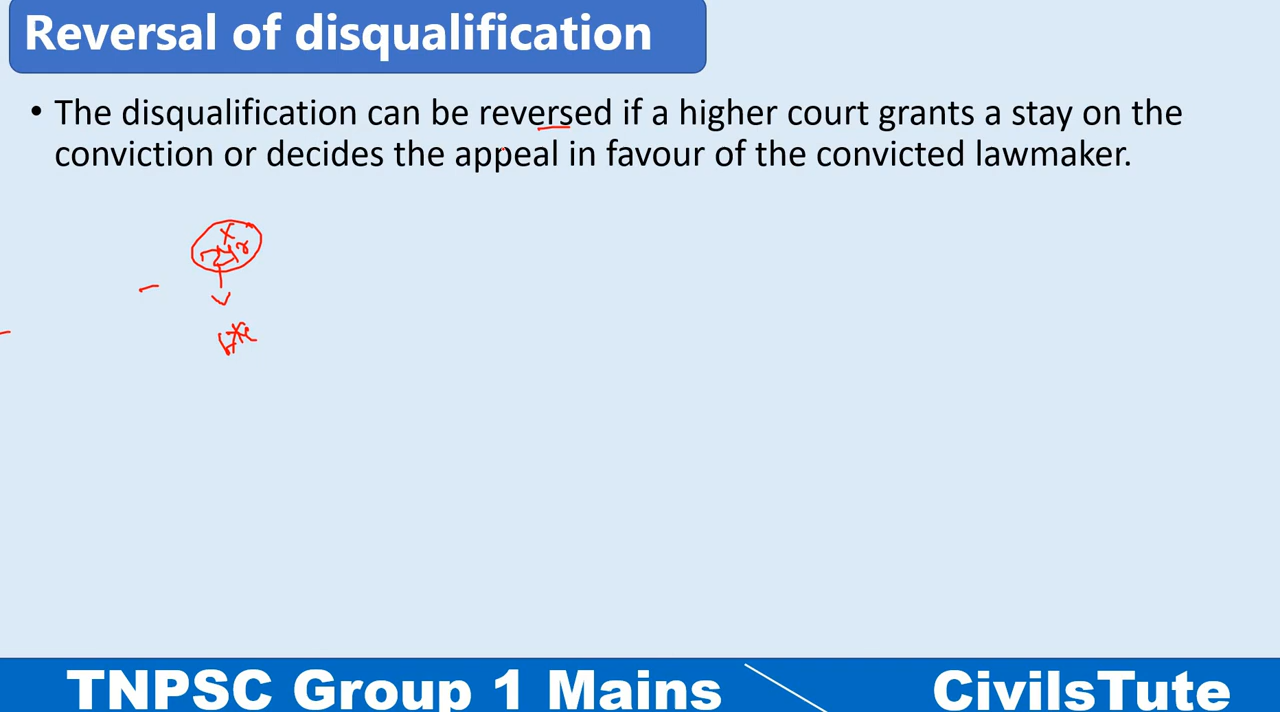 Reversal of disqualification
• The disqualification can be reversed if a higher court grants a stay on the
conviction or decides the appeal in favour of the convicted lawmaker.
X
2yr
TNPSC Group 1 Mains
CivilsTute